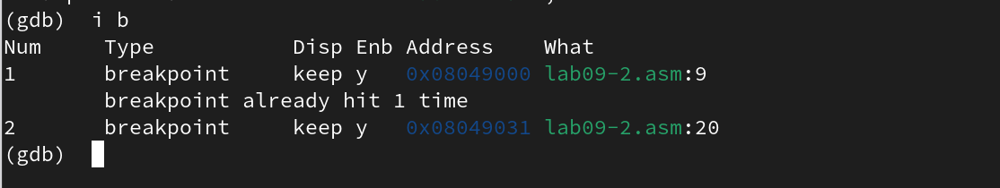 (gdb)  i b
Num     Type           Disp Enb Address    What
1       breakpoint     keep y   0x08049000 lab09-2.asm:9
        breakpoint already hit 1 time
2       breakpoint     keep y   0x08049031 lab09-2.asm:20
(gdb)